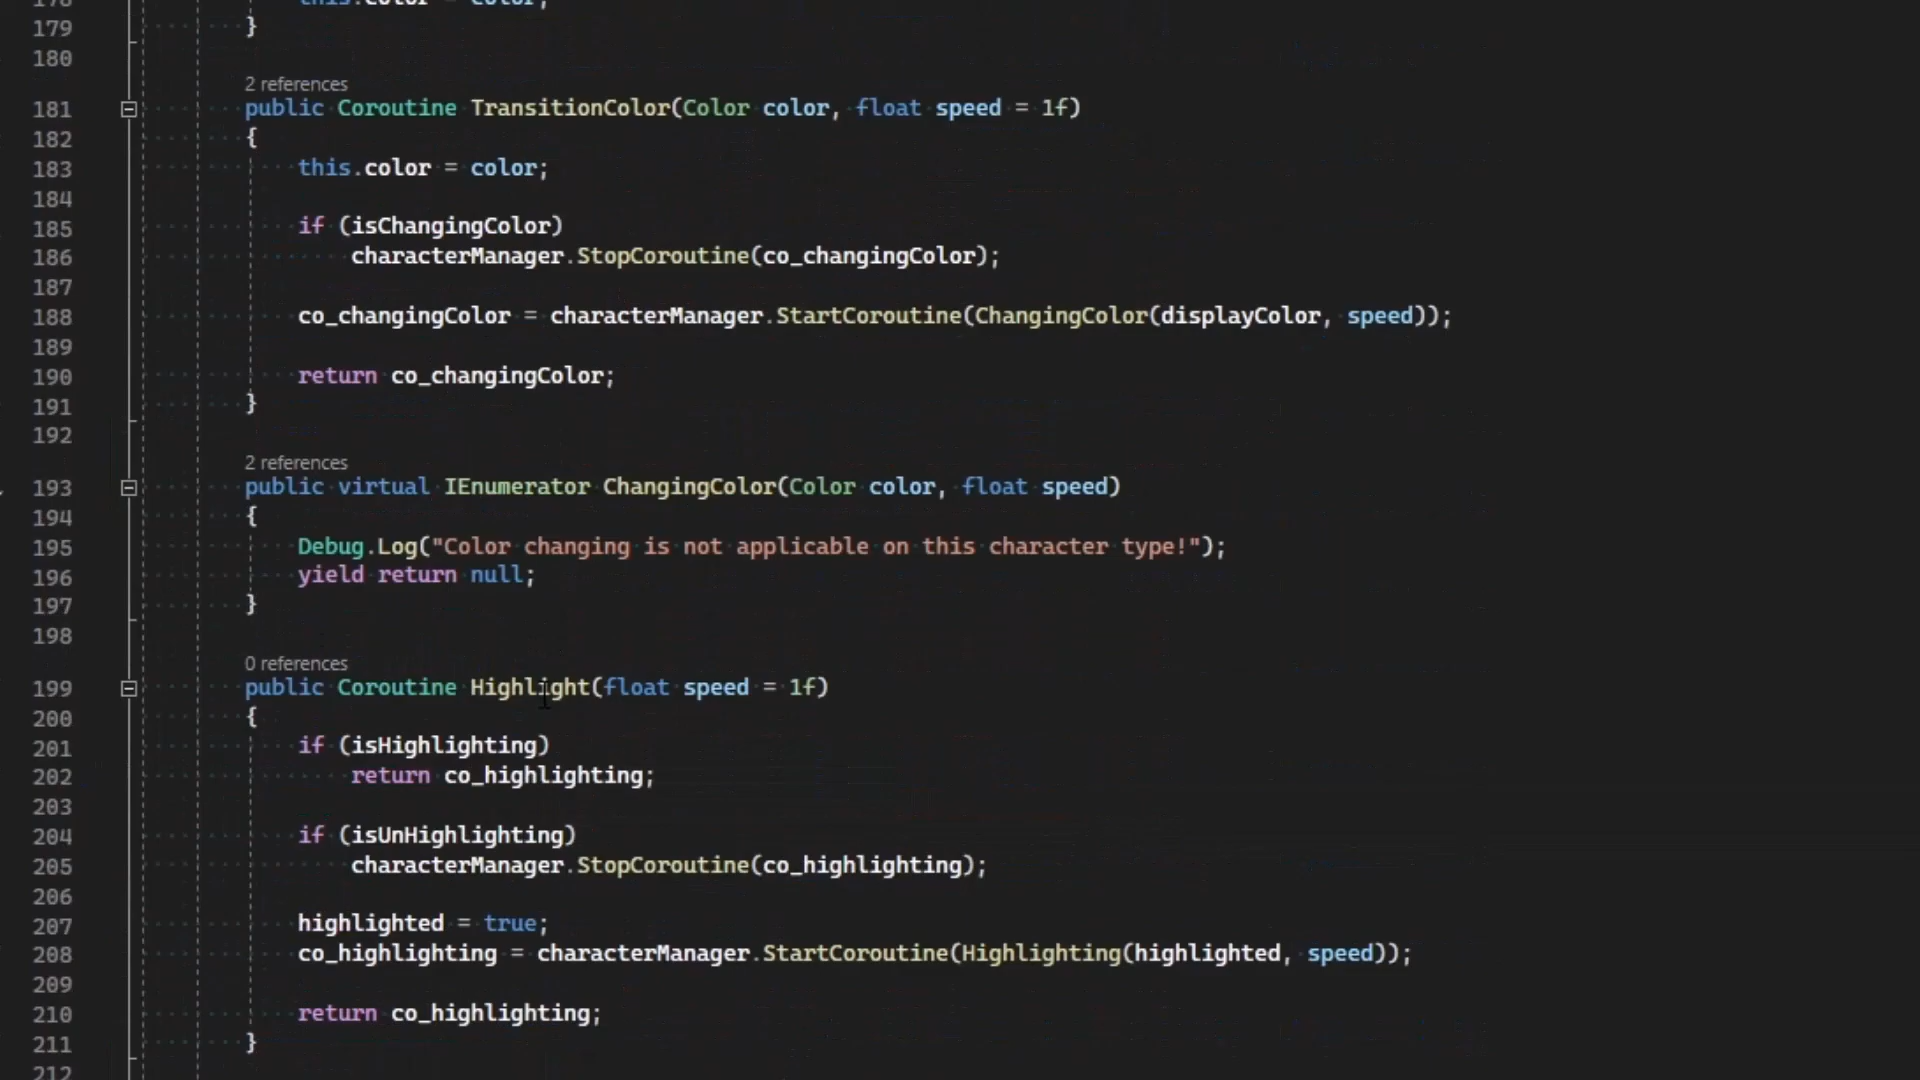 178 this.color = color;
179 }
180
2 references
181 public Coroutine TransitionColor(Color color, float speed = 1f)
182 {
183 this.color = color;
184
185 if (isChangingColor)
186 characterManager.StopCoroutine(co_changingColor);
187
188 co_changingColor = characterManager.StartCoroutine(ChangingColor(displayColor, speed));
189
190 return co_changingColor;
191 }
192
2 references
193 public virtual IEnumerator ChangingColor(Color color, float speed)
194 {
195 Debug.Log("Color changing is not applicable on this character type!");
196 yield return null;
197 }
198
0 references
199 public Coroutine Highlight(float speed = 1f)
200 {
201 if (isHighlighting)
202 return co_highlighting;
203
204 if (isUnHighlighting)
205 characterManager.StopCoroutine(co_highlighting);
206
207 highlighted = true;
208 co_highlighting = characterManager.StartCoroutine(Highlighting(highlighted, speed));
209
210 return co_highlighting;
211 }
212